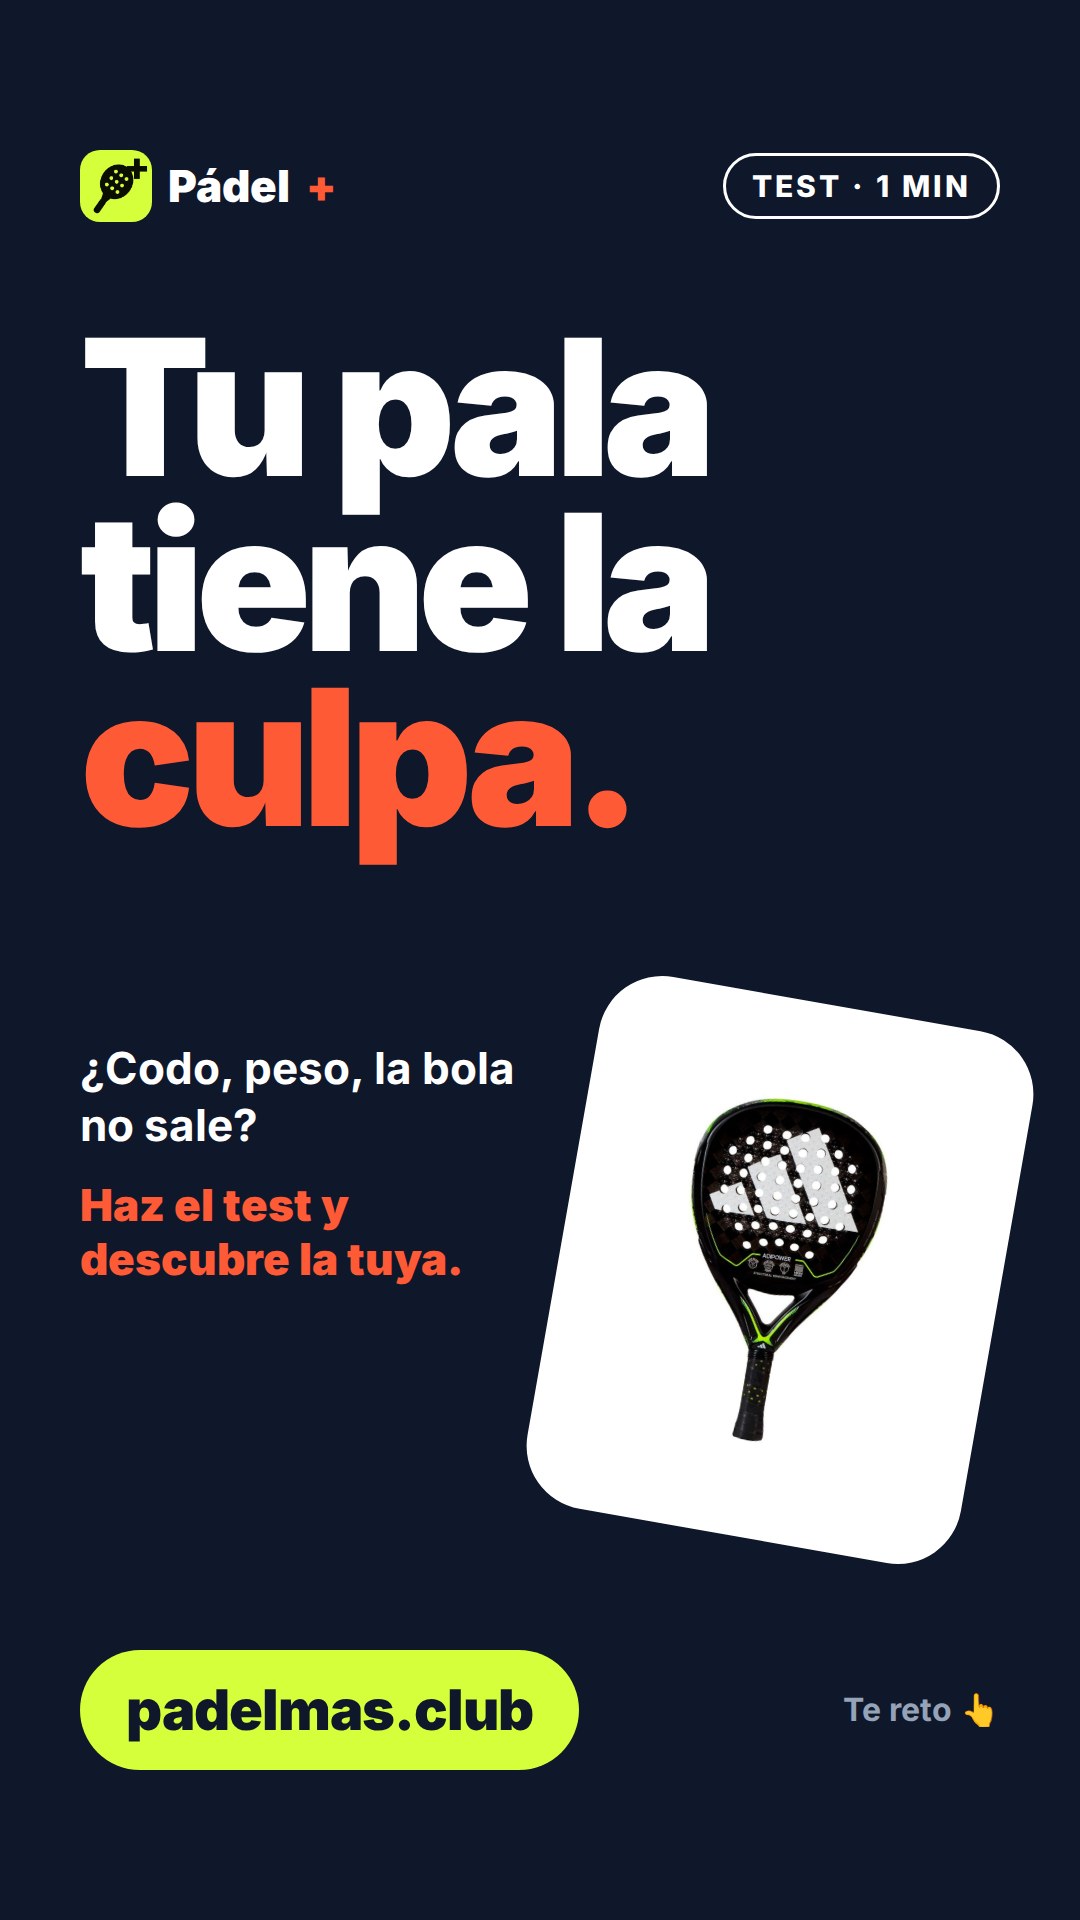 Pádel +
TEST · 1 MIN
Tu pala
tiene la
culpa.
¿Codo, peso, la bola
no sale?
Haz el test y
descubre la tuya.
ADIPOWER
padelmas.club
Te reto 👆